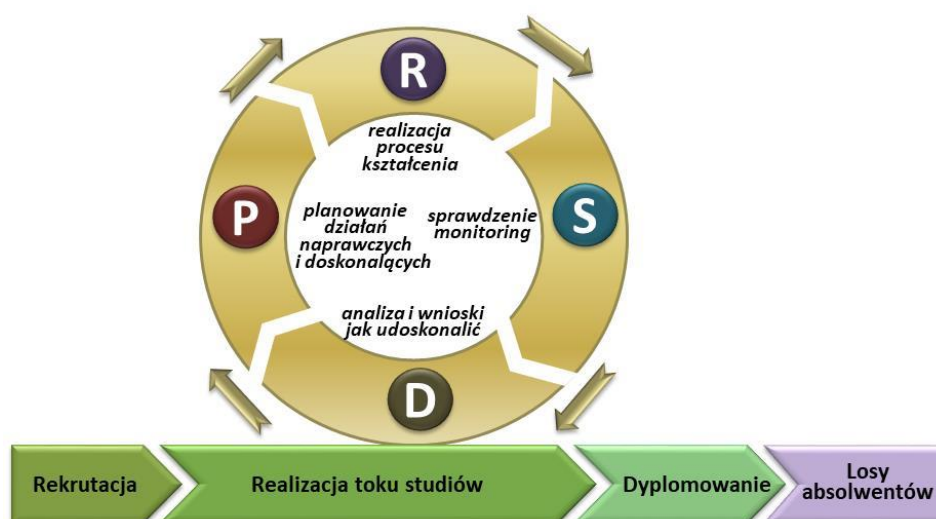 R
realizacja
procesu
kształcenia
P
planowanie
działań
naprawczych
i doskonalących
sprawdzenie
monitoring
S
analiza i wnioski
jak udoskonalić
D
Rekrutacja
Realizacja toku studiów
Dyplomowanie
Losy
absolwentów